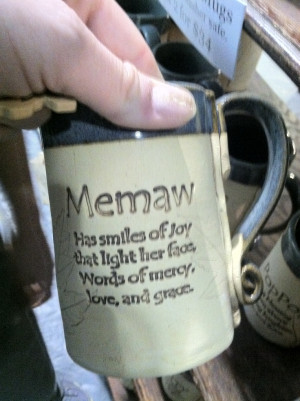 Memaw
Has smiles of joy
that light her face,
Words of mercy,
love, and grace.